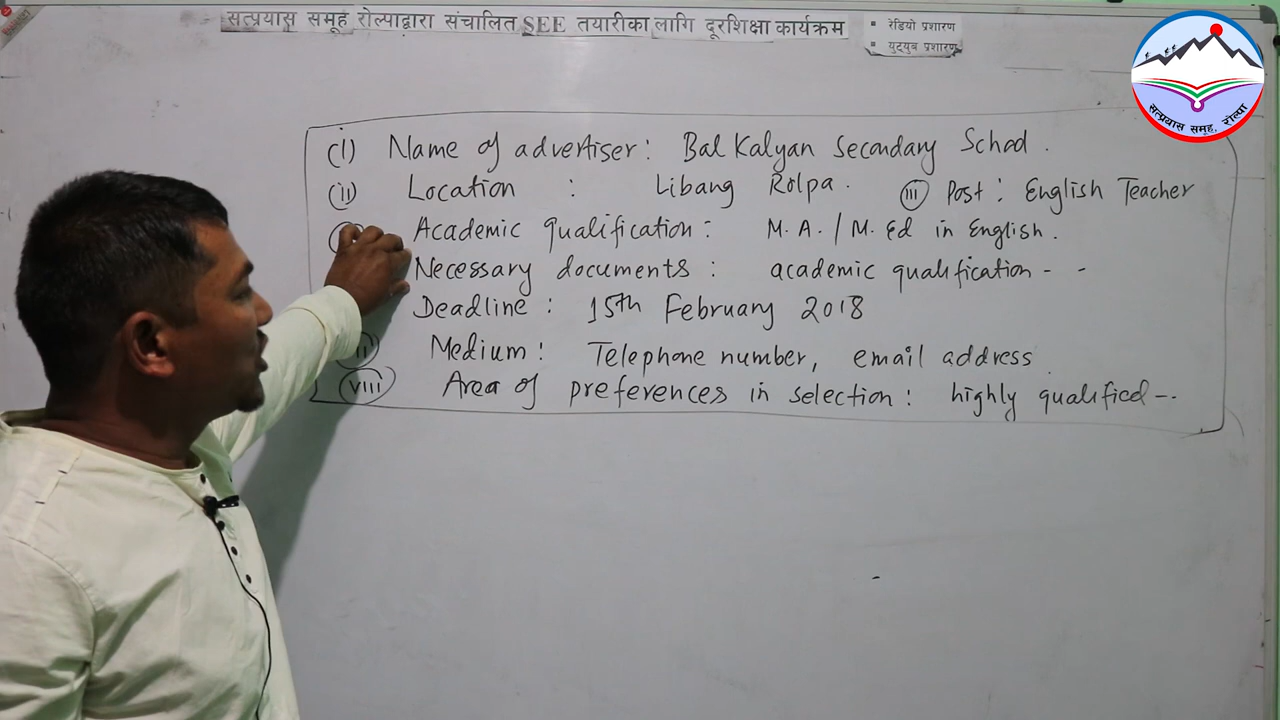 सत्प्रयास समूह रोल्पाद्वारा संचालित SEE तयारीका लागि दूरशिक्षा कार्यक्रम
▪ रेडियो प्रशारण
▪ युट्युब प्रशारण
सत्प्रयास समूह, रोल्पा
(i) Name of advertiser : Bal Kalyan Secondary School .
(ii) Location : Libang Rolpa . (iii) Post : English Teacher
Academic qualification : M. A. / M. Ed in English .
Necessary documents : academic qualification - -
Deadline : 15th February 2018
Medium : Telephone number, email address .
(viii) Area of preferences in selection : highly qualified --.